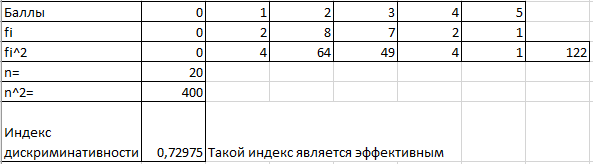 Баллы 0 1 2 3 4 5
fi 0 2 8 7 2 1
fi^2 0 4 64 49 4 1 122
n= 20
n^2= 400
Индекс
дискриминативности 0,72975 Такой индекс является эффективным